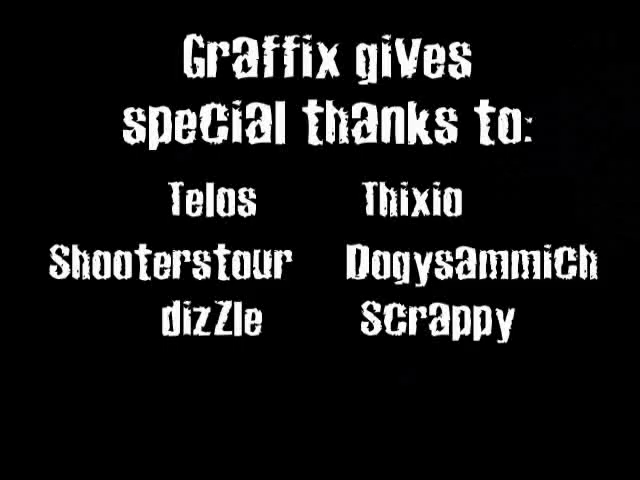 Graffix gives
special thanks to:
Telos Thixio
Shooterstour Dogysammich
dizZle Scrappy